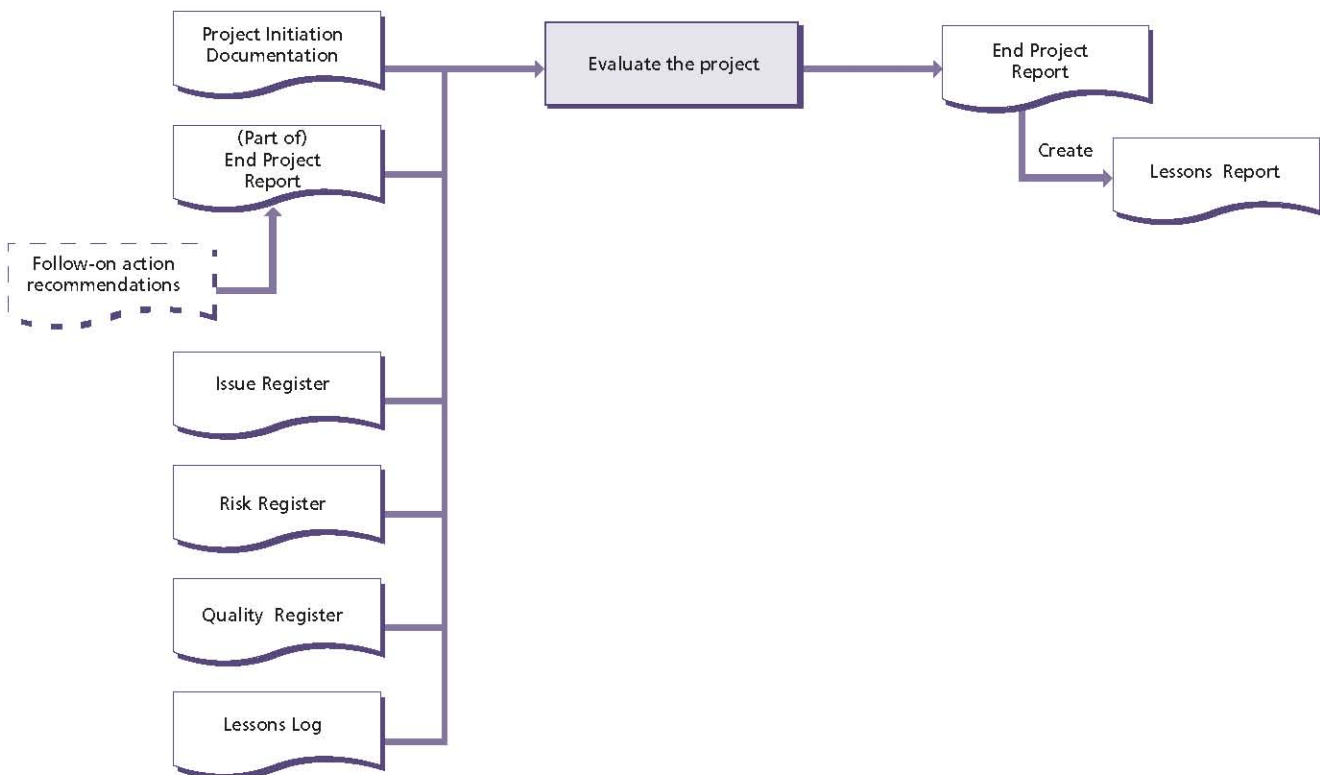 Project Initiation
Documentation
Evaluate the project
End Project
Report
(Part of)
End Project
Report
Create
Lessons Report
Follow-on action
recommendations
Issue Register
Risk Register
Quality Register
Lessons Log